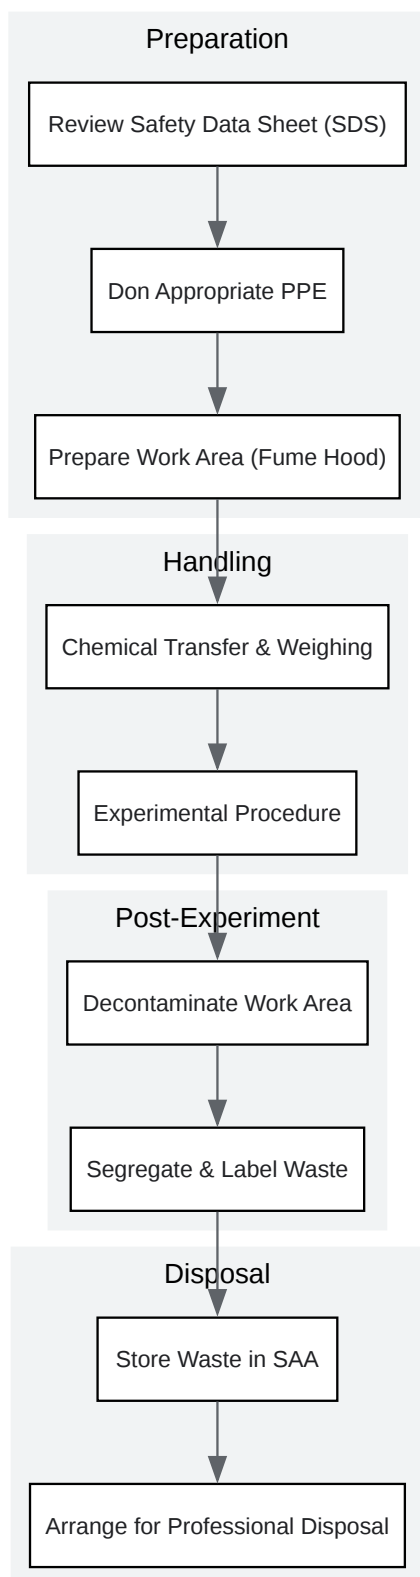 Preparation
Review Safety Data Sheet (SDS)
Don Appropriate PPE
Prepare Work Area (Fume Hood)
Handling
Chemical Transfer & Weighing
Experimental Procedure
Post-Experiment
Decontaminate Work Area
Segregate & Label Waste
Disposal
Store Waste in SAA
Arrange for Professional Disposal